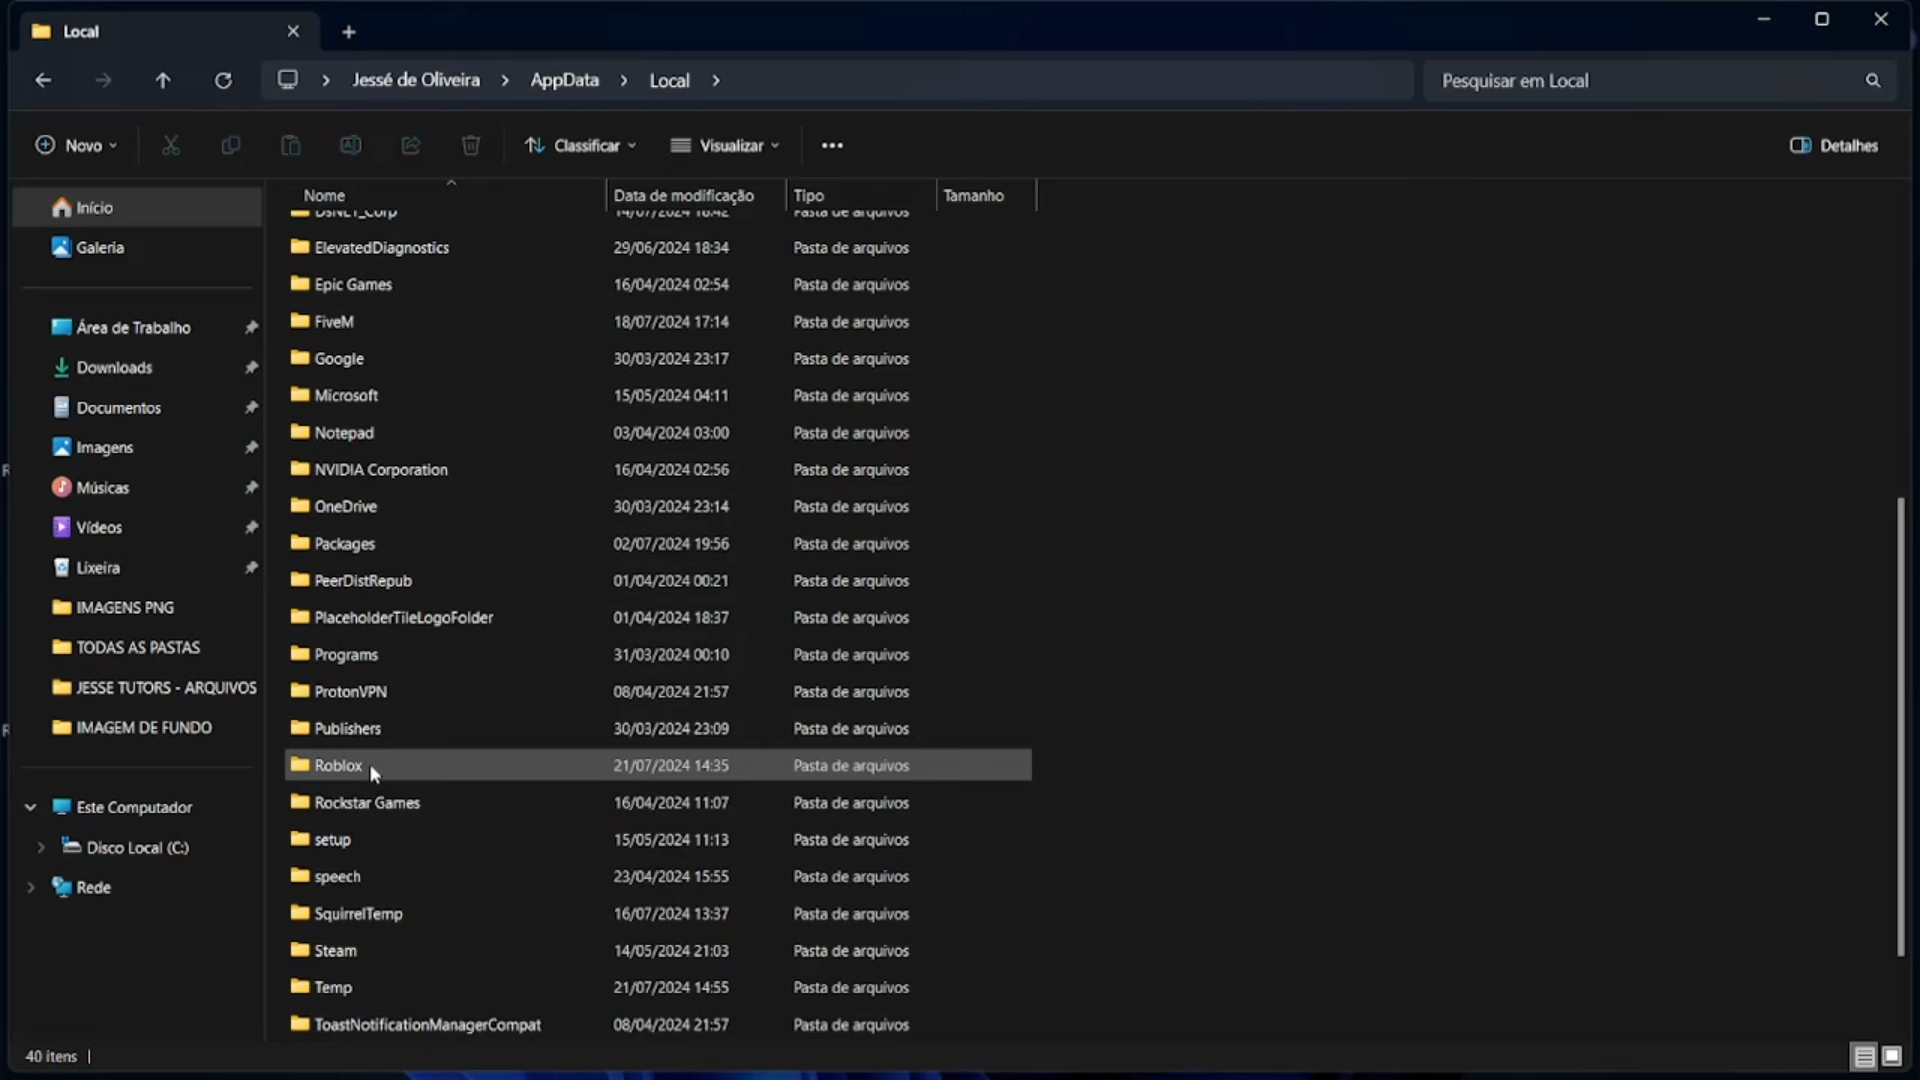 Local
Jessé de Oliveira > AppData > Local >
Pesquisar em Local
Novo
Classificar
Visualizar
Detalhes
Nome
Data de modificação
Tipo
Tamanho
Início
Galeria
Área de Trabalho
Downloads
Documentos
Imagens
Músicas
Vídeos
Lixeira
IMAGENS PNG
TODAS AS PASTAS
JESSE TUTORS - ARQUIVOS
IMAGEM DE FUNDO
Este Computador
Disco Local (C:)
Rede
DsNET_Corp 14/07/2024 18:42 Pasta de arquivos
ElevatedDiagnostics 29/06/2024 18:34 Pasta de arquivos
Epic Games 16/04/2024 02:54 Pasta de arquivos
FiveM 18/07/2024 17:14 Pasta de arquivos
Google 30/03/2024 23:17 Pasta de arquivos
Microsoft 15/05/2024 04:11 Pasta de arquivos
Notepad 03/04/2024 03:00 Pasta de arquivos
NVIDIA Corporation 16/04/2024 02:56 Pasta de arquivos
OneDrive 30/03/2024 23:14 Pasta de arquivos
Packages 02/07/2024 19:56 Pasta de arquivos
PeerDistRepub 01/04/2024 00:21 Pasta de arquivos
PlaceholderTileLogoFolder 01/04/2024 18:37 Pasta de arquivos
Programs 31/03/2024 00:10 Pasta de arquivos
ProtonVPN 08/04/2024 21:57 Pasta de arquivos
Publishers 30/03/2024 23:09 Pasta de arquivos
Roblox 21/07/2024 14:35 Pasta de arquivos
Rockstar Games 16/04/2024 11:07 Pasta de arquivos
setup 15/05/2024 11:13 Pasta de arquivos
speech 23/04/2024 15:55 Pasta de arquivos
SquirrelTemp 16/07/2024 13:37 Pasta de arquivos
Steam 14/05/2024 21:03 Pasta de arquivos
Temp 21/07/2024 14:55 Pasta de arquivos
ToastNotificationManagerCompat 08/04/2024 21:57 Pasta de arquivos
40 itens